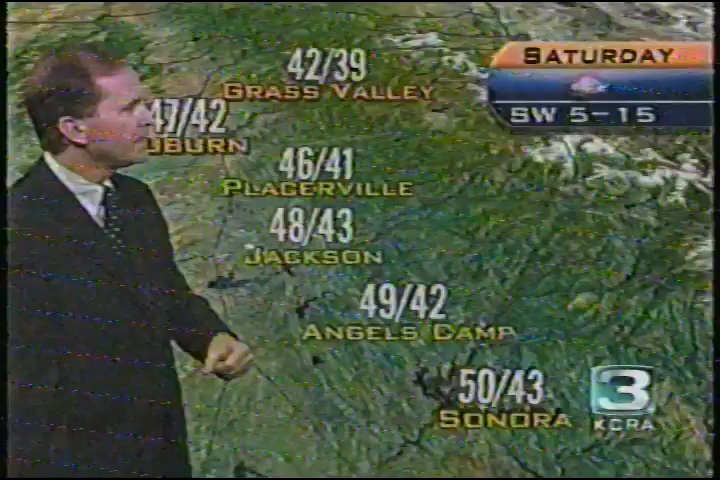 SATURDAY
SW 5-15
42/39
GRASS VALLEY
47/42
UBURN
46/41
PLACERVILLE
48/43
JACKSON
49/42
ANGELS CAMP
50/43
SONORA
3
KCRA